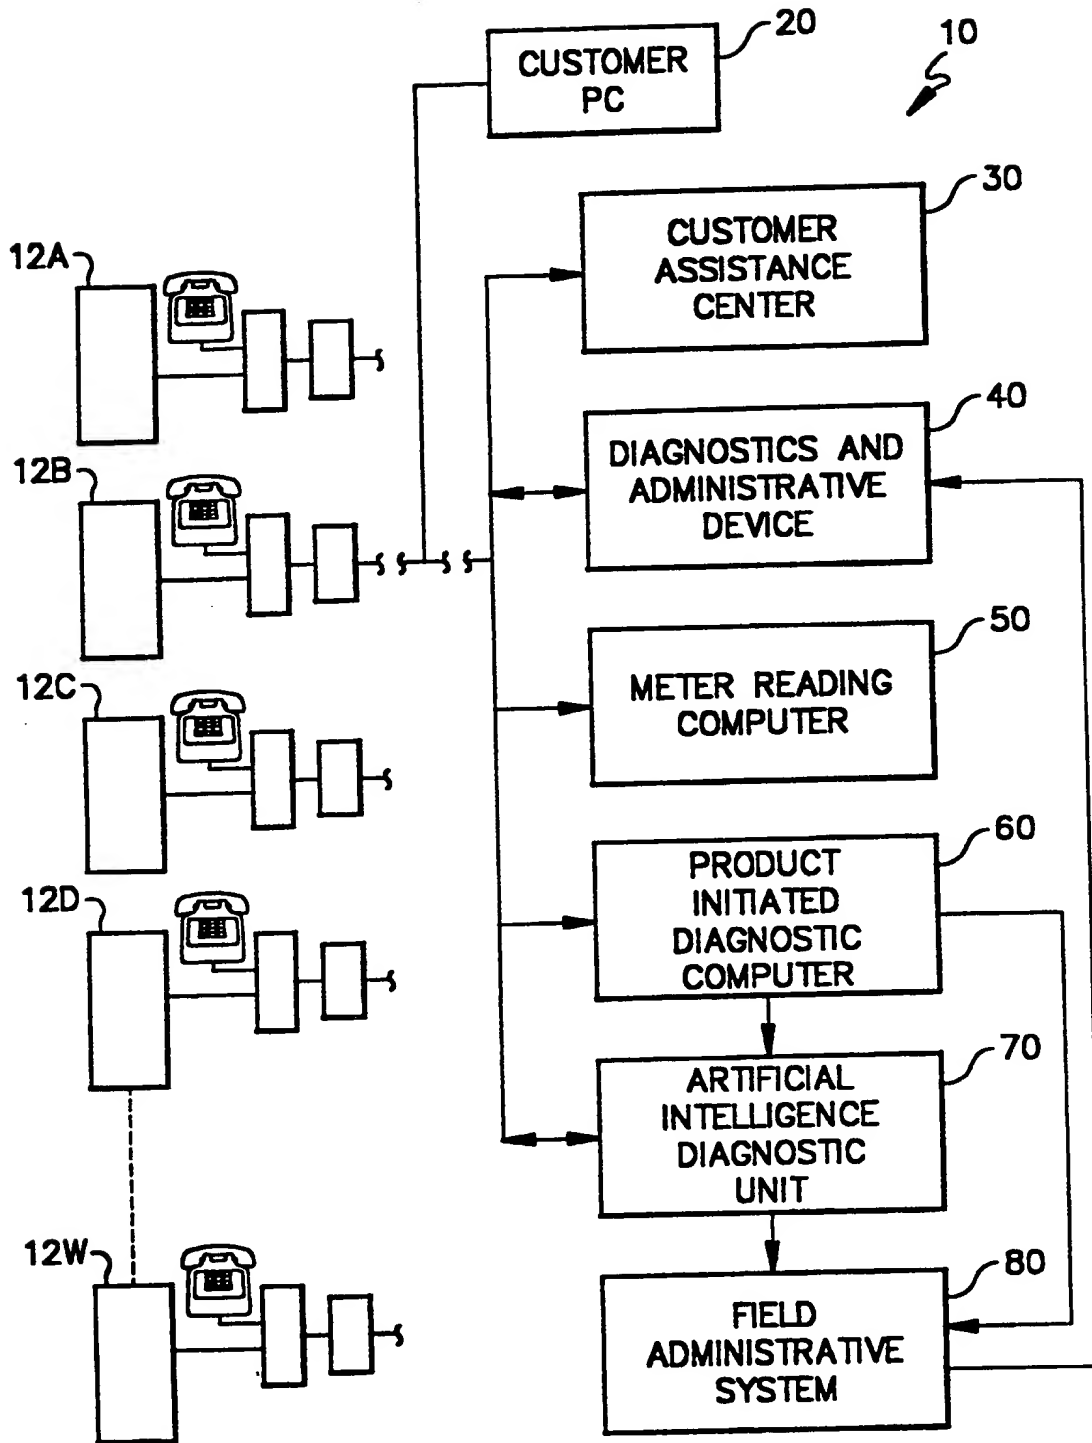 20
10
CUSTOMER
PC
30
CUSTOMER
ASSISTANCE
CENTER
12A
40
DIAGNOSTICS AND
ADMINISTRATIVE
DEVICE
12B
50
METER READING
COMPUTER
12C
60
PRODUCT
INITIATED
DIAGNOSTIC
COMPUTER
12D
70
ARTIFICIAL
INTELLIGENCE
DIAGNOSTIC
UNIT
12W
80
FIELD
ADMINISTRATIVE
SYSTEM